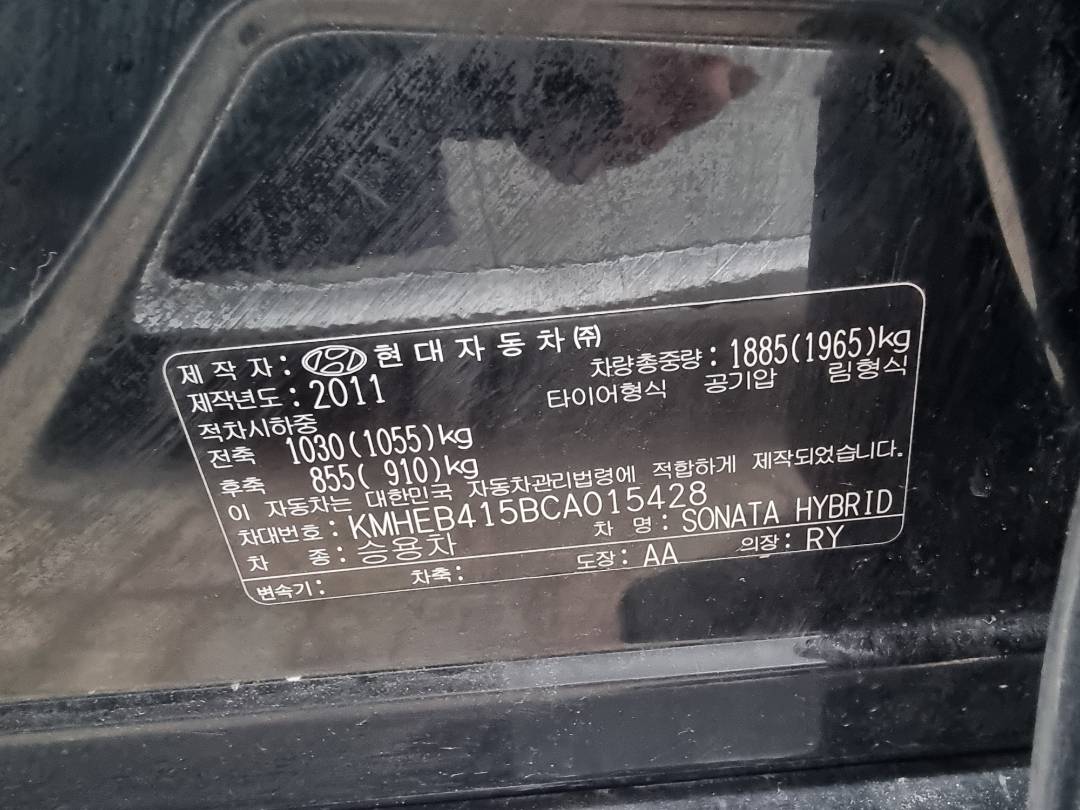 제 작 자 : 현대자동차㈜ 차량총중량 : 1885(1965)kg
제작년도 : 2011 타이어형식 공기압 림형식
적차시하중
전축 1030(1055)kg
후축 855( 910)kg
이 자동차는 대한민국 자동차관리법령에 적합하게 제작되었습니다.
차대번호 : KMHEB415BCA015428
차 종 : 승용차 차 명 : SONATA HYBRID
변속기 : 차축 : 도장 : AA 의장 : RY